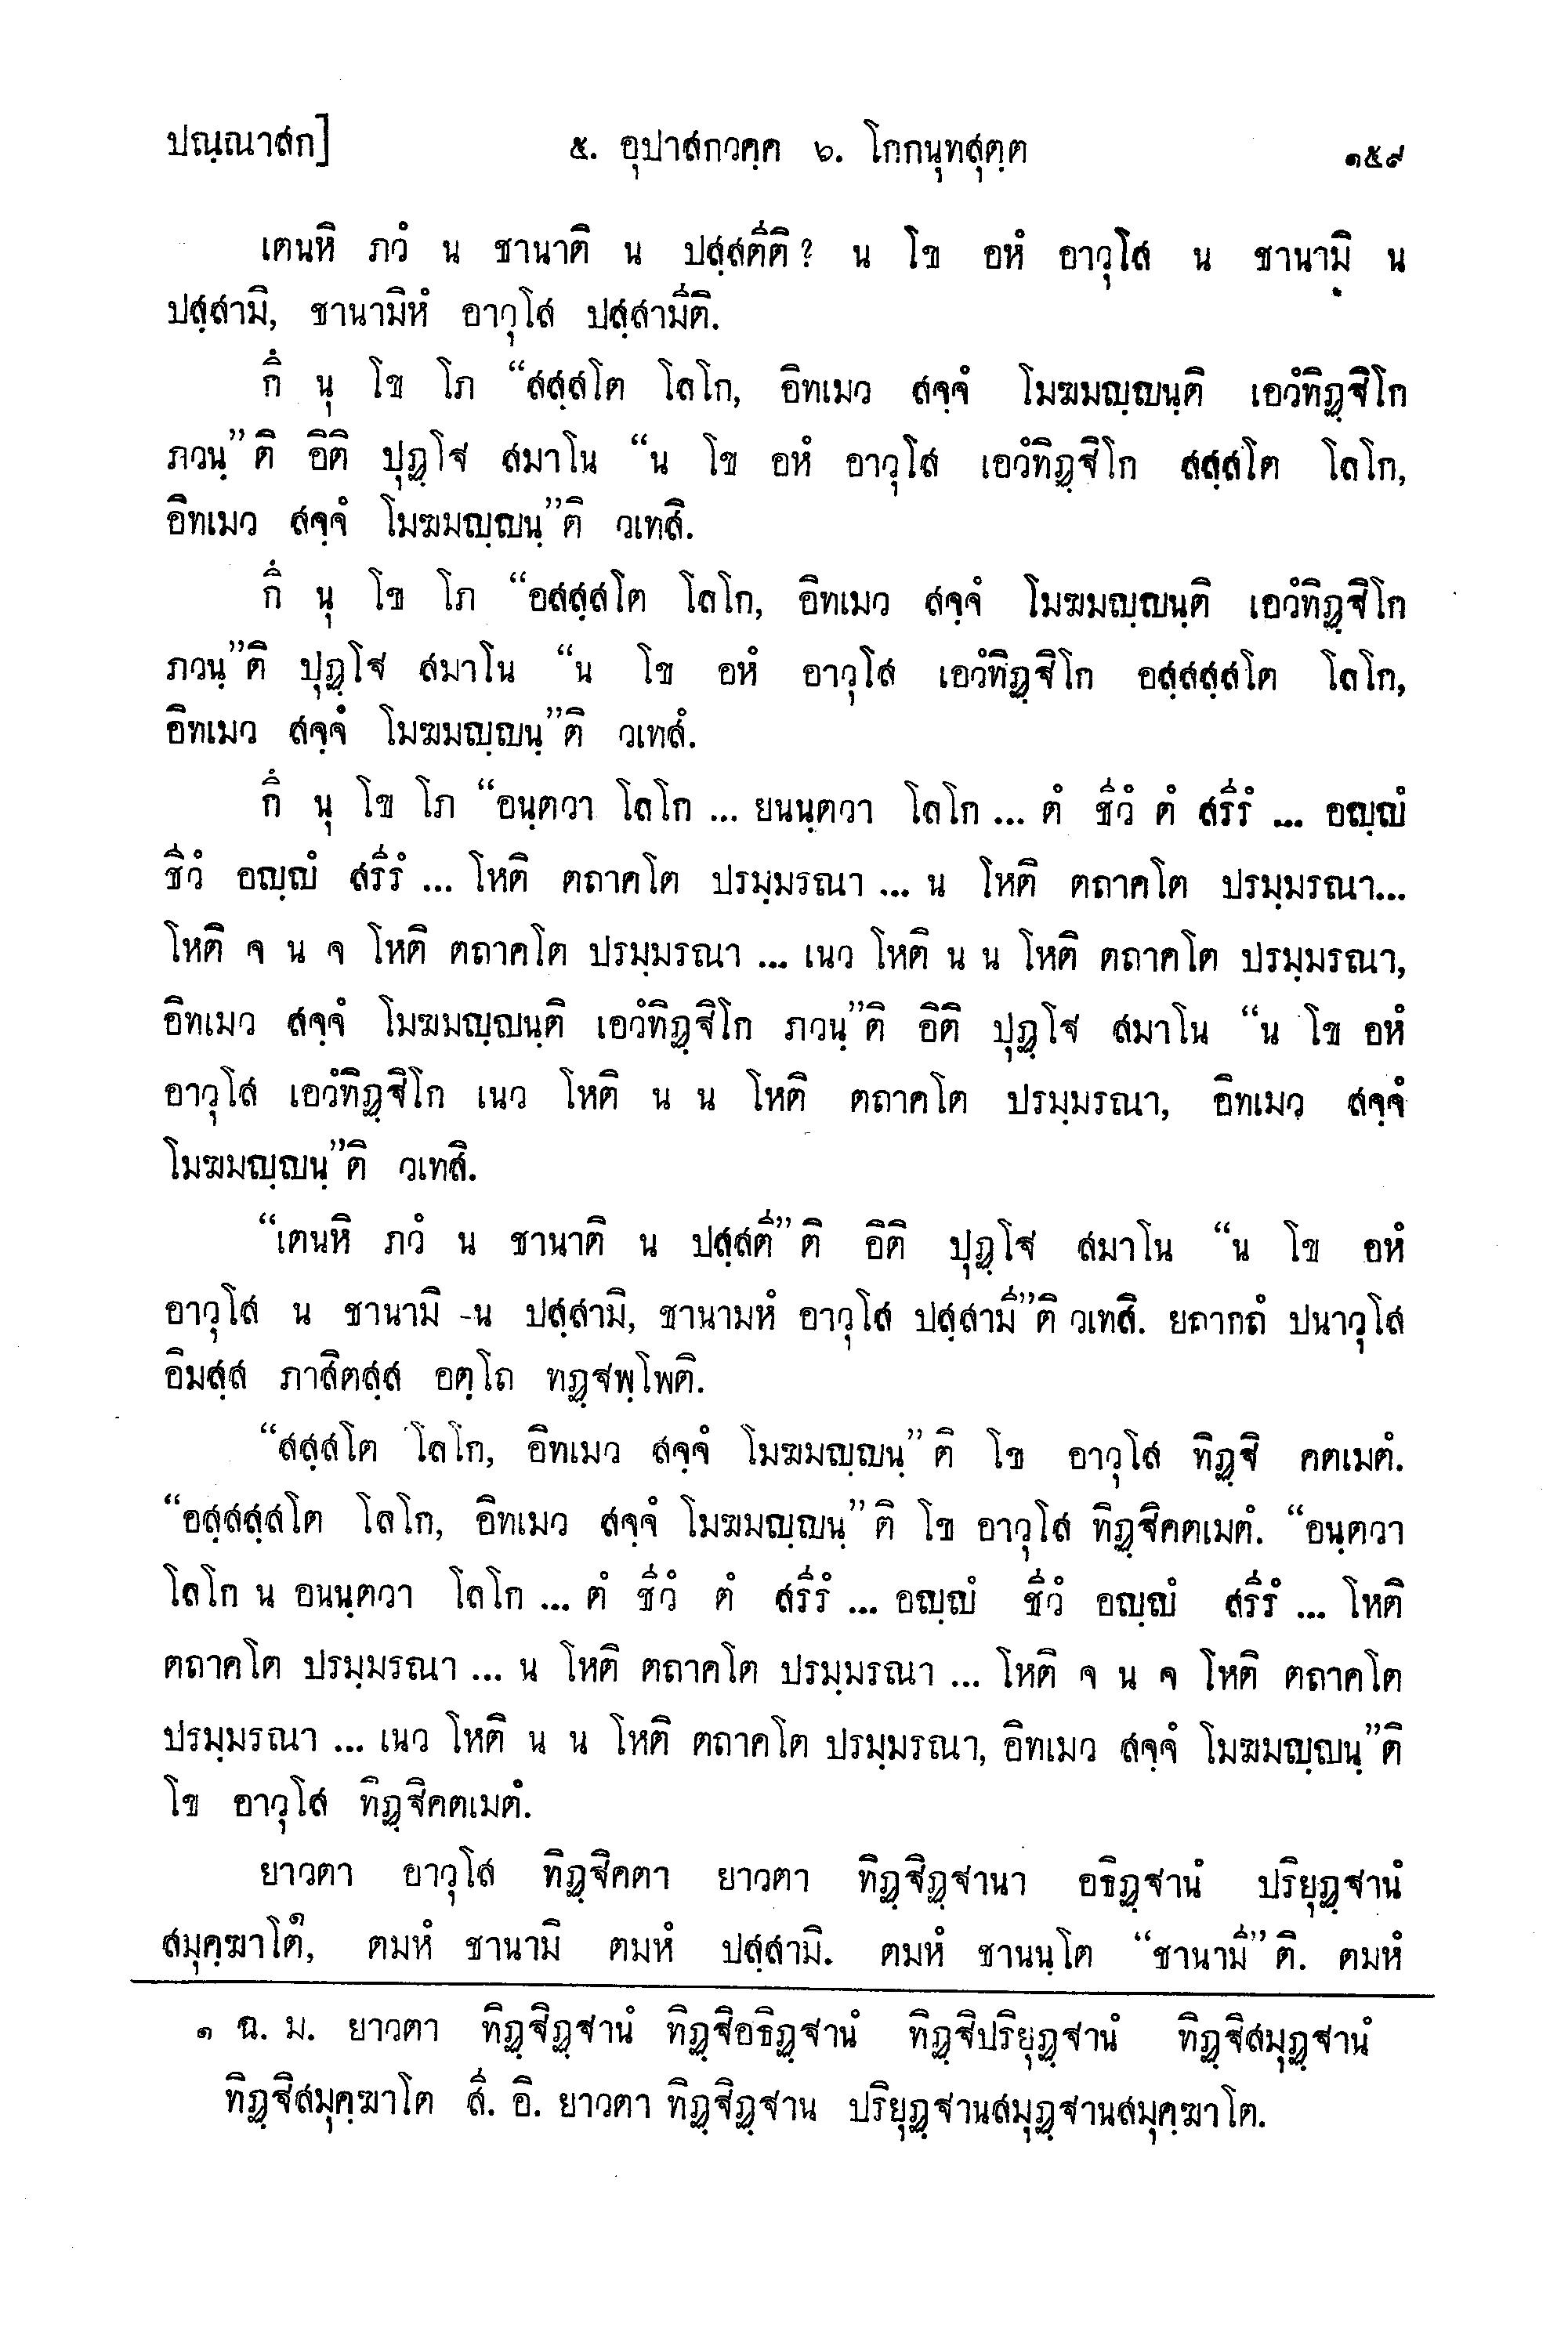 ปณฺณาสก]          ๕. อุปาสกวคฺค  ๖. โกกนุทสุตฺต          ๑๕๙
เตนหิ ภวํ น ชานาติ น ปสฺสตีติ? น โข อหํ อาวุโส น ชานามิ น
ปสฺสามิ, ชานามิหํ อาวุโส ปสฺสามีติ.
กึ นุ โข โภ “สสฺสโต โลโก, อิทเมว สจฺจํ โมฆมญฺญนฺติ เอวํทิฏฺฐิโก
ภวนฺ”ติ อิติ ปุฏฺโฐ สมาโน “น โข อหํ อาวุโส เอวํทิฏฺฐิโก สสฺสโต โลโก,
อิทเมว สจฺจํ โมฆมญฺญนฺ”ติ วเทสิ.
กึ นุ โข โภ “อสสฺสโต โลโก, อิทเมว สจฺจํ โมฆมญฺญนฺติ เอวํทิฏฺฐิโก
ภวนฺ”ติ ปุฏฺโฐ สมาโน “น โข อหํ อาวุโส เอวํทิฏฺฐิโก อสฺสสฺสโต โลโก,
อิทเมว สจฺจํ โมฆมญฺญนฺ”ติ วเทสํ.
กึ นุ โข โภ “อนฺตวา โลโก ... ยนนฺตวา โลโก ... ตํ ชีวํ ตํ สรีรํ ... อญฺญํ
ชีวํ อญฺญํ สรีรํ ... โหติ ตถาคโต ปรมฺมรณา ... น โหติ ตถาคโต ปรมฺมรณา...
โหติ จ น จ โหติ ตถาคโต ปรมฺมรณา ... เนว โหติ น น โหติ ตถาคโต ปรมฺมรณา,
อิทเมว สจฺจํ โมฆมญฺญนฺติ เอวํทิฏฺฐิโก ภวนฺ”ติ อิติ ปุฏฺโฐ สมาโน “น โข อหํ
อาวุโส เอวํทิฏฺฐิโก เนว โหติ น น โหติ ตถาคโต ปรมฺมรณา, อิทเมว สจฺจํ
โมฆมญฺญนฺ”ติ วเทสิ.
“เตนหิ ภวํ น ชานาติ น ปสฺสตี”ติ อิติ ปุฏฺโฐ สมาโน “น โข อหํ
อาวุโส น ชานามิ -น ปสฺสามิ, ชานามหํ อาวุโส ปสฺสามี”ติ วเทสิ. ยถากถํ ปนาวุโส
อิมสฺส ภาสิตสฺส อตฺโถ ทฏฺฐพฺโพติ.
“สสฺสโต โลโก, อิทเมว สจฺจํ โมฆมญฺญนฺ”ติ โข อาวุโส ทิฏฺฐิ คตเมตํ.
“อสฺสสฺสโต โลโก, อิทเมว สจฺจํ โมฆมญฺญนฺ”ติ โข อาวุโส ทิฏฺฐิคตเมตํ. “อนฺตวา
โลโก น อนนฺตวา โลโก ... ตํ ชีวํ ตํ สรีรํ ... อญฺญํ ชีวํ อญฺญํ สรีรํ ... โหติ
ตถาคโต ปรมฺมรณา ... น โหติ ตถาคโต ปรมฺมรณา ... โหติ จ น จ โหติ ตถาคโต
ปรมฺมรณา ... เนว โหติ น น โหติ ตถาคโต ปรมฺมรณา, อิทเมว สจฺจํ โมฆมญฺญนฺ”ติ
โข อาวุโส ทิฏฺฐิคตเมตํ.
ยาวตา ยาวุโส ทิฏฺฐิคตา ยาวตา ทิฏฺฐิฏฺฐานา อธิฏฺฐานํ ปริยุฏฺฐานํ
สมุคฺฆาโต๑, ตมหํ ชานามิ ตมหํ ปสฺสามิ. ตมหํ ชานนฺโต “ชานามี”ติ. ตมหํ
๑ ฉ. ม. ยาวตา ทิฏฺฐิฏฺฐานํ ทิฏฺฐิอธิฏฺฐานํ ทิฏฺฐิปริยุฏฺฐานํ ทิฏฺฐิสมุฏฺฐานํ
ทิฏฺฐิสมุคฺฆาโต สี. อิ. ยาวตา ทิฏฺฐิฏฺฐาน ปริยุฏฺฐานสมุฏฺฐานสมุคฺฆาโต.